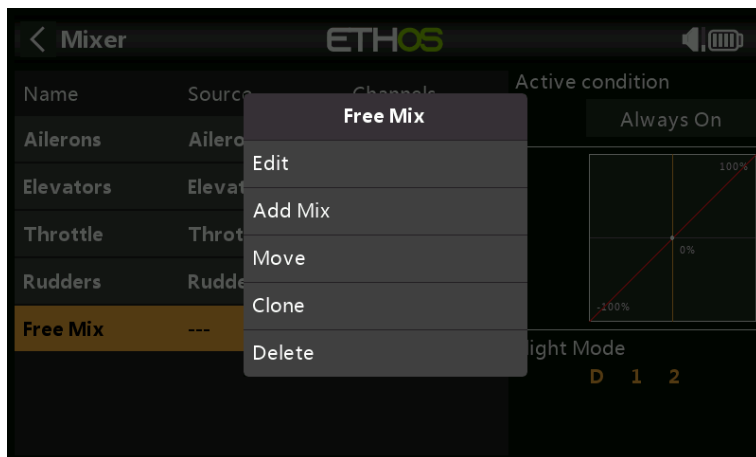 Mixer
ETHOS
Name
Source
Channels
Ailerons
Ailero
Elevators
Elevat
Throttle
Throt
Rudders
Rudde
Free Mix
---
Free Mix
Edit
Add Mix
Move
Clone
Delete
Active condition
Always On
100%
0%
-100%
light Mode
D 1 2